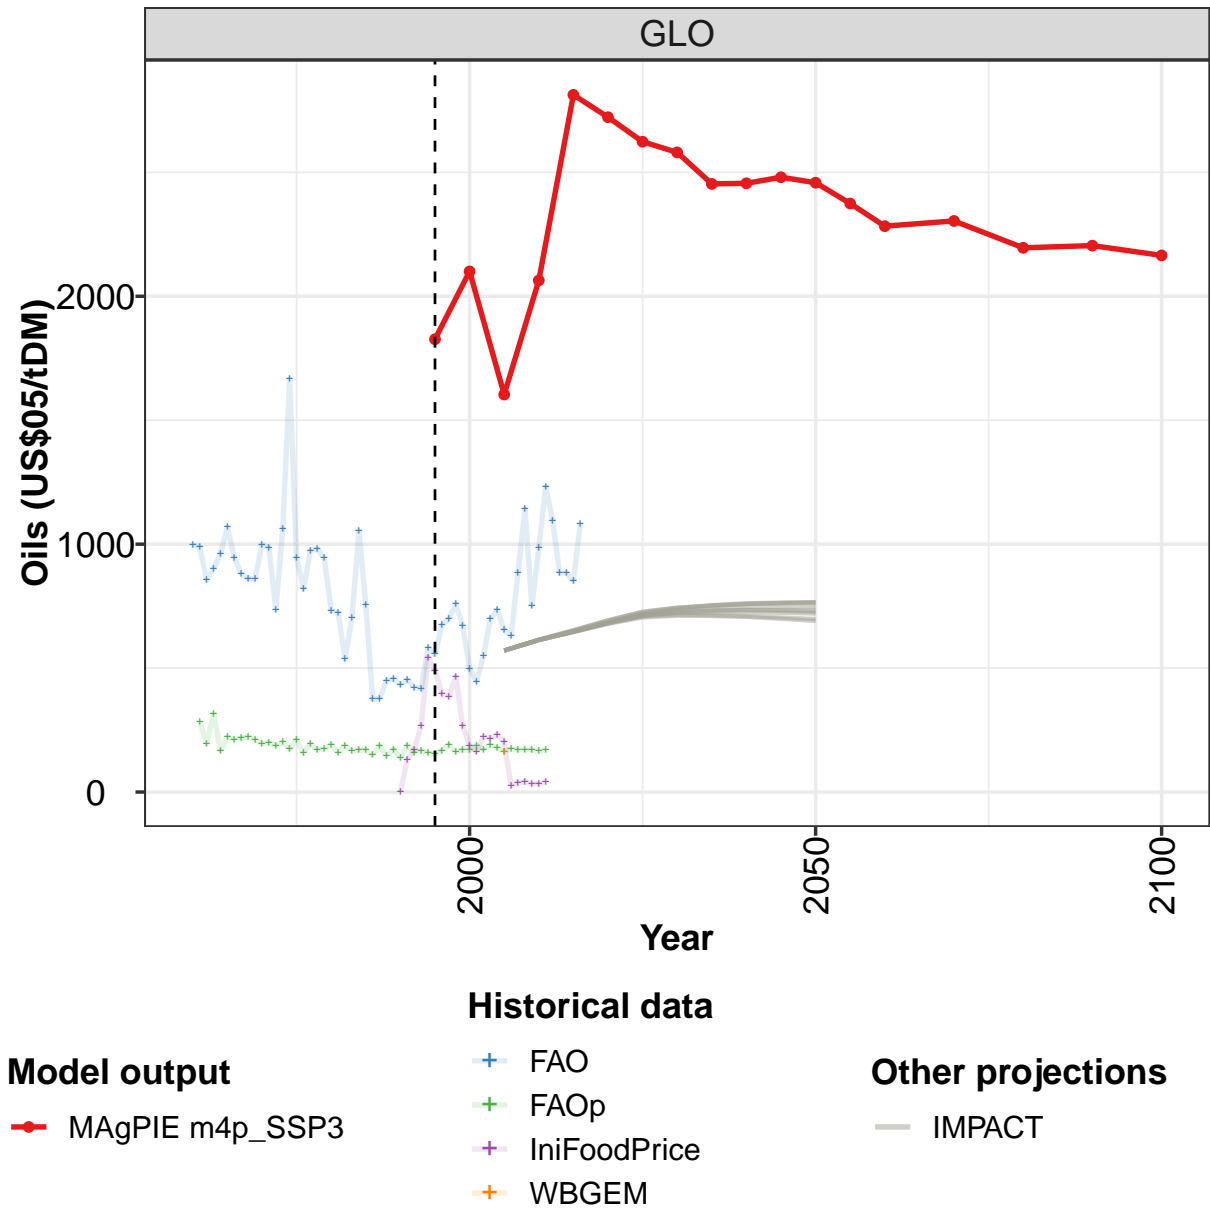 GLO
Oils (US$05/tDM)
2000
1000
0
2000
2050
2100
Year
Historical data
FAO
FAOp
IniFoodPrice
WBGEM
Model output
MAgPIE m4p_SSP3
Other projections
IMPACT